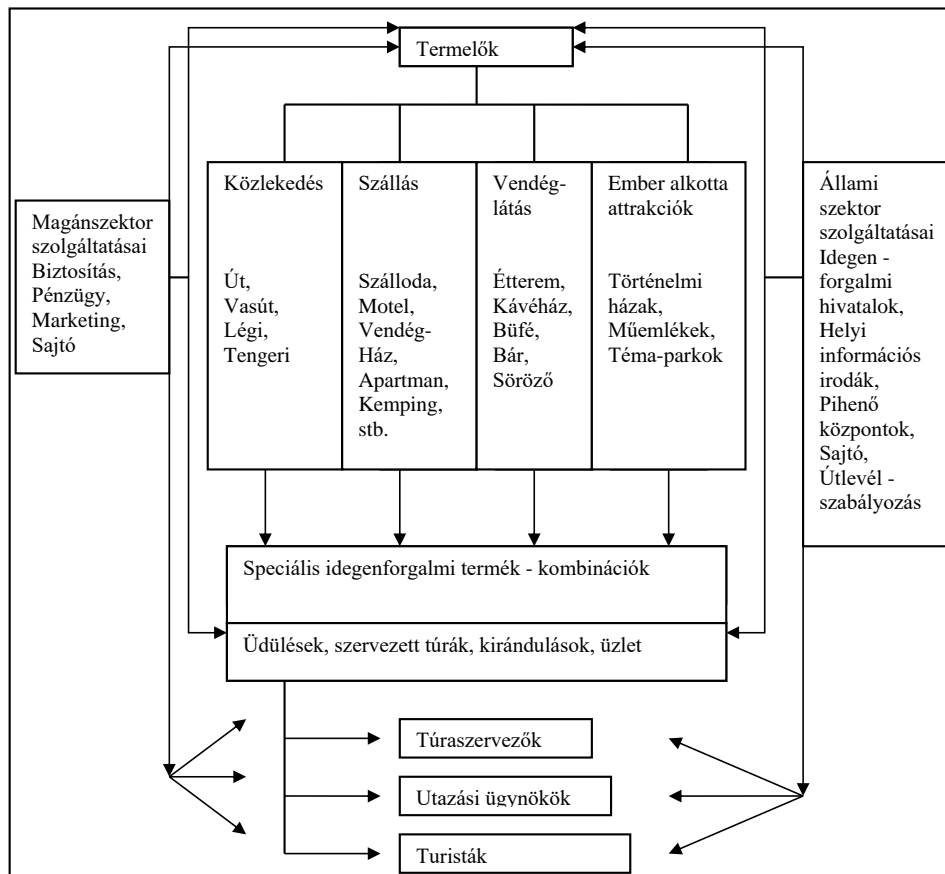 Termelők
Magánszektor
szolgáltatásai
Biztosítás,
Pénzügy,
Marketing,
Sajtó
Közlekedés
Út,
Vasút,
Légi,
Tengeri
Szállás
Szálloda,
Motel,
Vendég-
Ház,
Apartman,
Kemping,
stb.
Vendég-
látás
Étterem,
Kávéház,
Büfé,
Bár,
Söröző
Ember alkotta
attrakciók
Történelmi
házak,
Műemlékek,
Téma-parkok
Állami
szektor
szolgáltatásai
Idegen -
forgalmi
hivatalok,
Helyi
információs
irodák,
Pihenő
központok,
Sajtó,
Útlevél -
szabályozás
Speciális idegenforgalmi termék - kombinációk
Üdülések, szervezett túrák, kirándulások, üzlet
Túraszervezők
Utazási ügynökök
Turisták